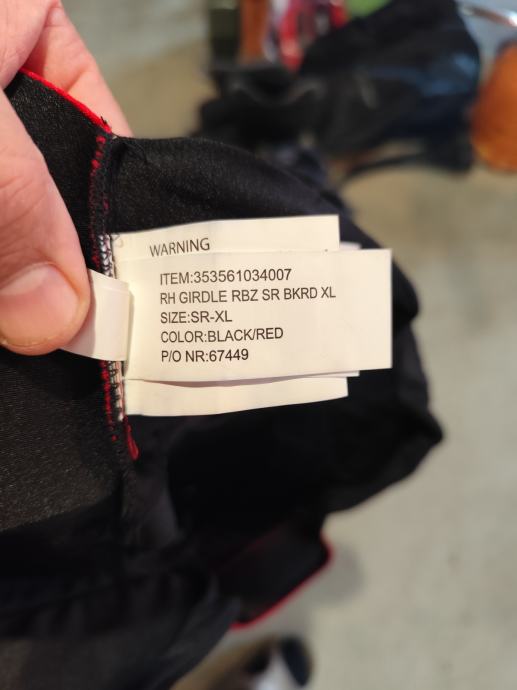 WARNING
ITEM:353561034007
RH GIRDLE RBZ SR BKRD XL
SIZE:SR-XL
COLOR:BLACK/RED
P/O NR:67449